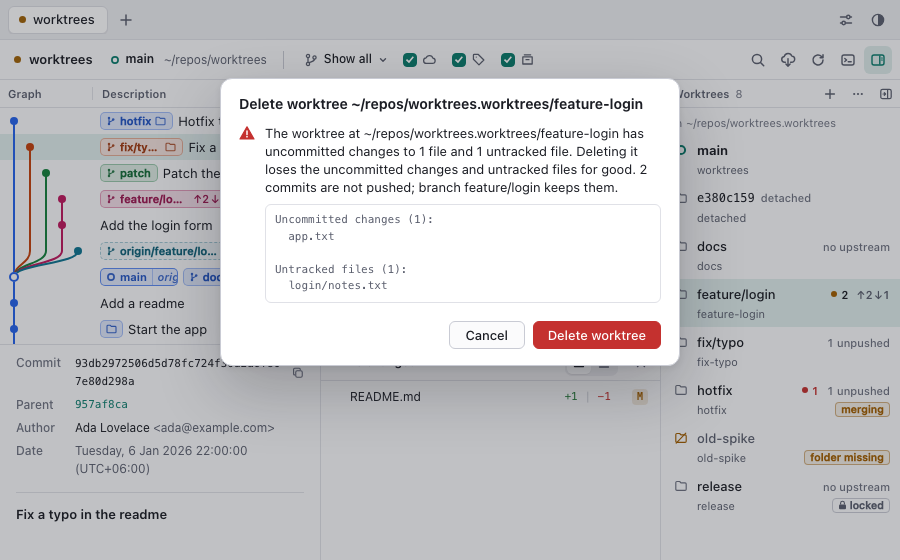 worktrees
worktrees main ~/repos/worktrees Show all
Graph Description
Worktrees 8
~/repos/worktrees.worktrees
hotfix Hotfix
fix/ty... Fix a
patch Patch the
feature/lo... ↑2↓
Add the login form
origin/feature/lo...
main orig doc
Add a readme
Start the app
Delete worktree ~/repos/worktrees.worktrees/feature-login
The worktree at ~/repos/worktrees.worktrees/feature-login has
uncommitted changes to 1 file and 1 untracked file. Deleting it
loses the uncommitted changes and untracked files for good. 2
commits are not pushed; branch feature/login keeps them.
Uncommitted changes (1):
app.txt
Untracked files (1):
login/notes.txt
Cancel Delete worktree
main
worktrees
e380c159 detached
detached
docs no upstream
docs
feature/login 2 ↑2↓1
feature-login
fix/typo 1 unpushed
fix-typo
hotfix 1 1 unpushed
hotfix merging
old-spike
old-spike folder missing
release no upstream
release locked
Commit
7e80d298a
Parent 957af8ca
Author Ada Lovelace <ada@example.com>
Date Tuesday, 6 Jan 2026 22:00:00
(UTC+06:00)
Fix a typo in the readme
README.md +1 −1 M